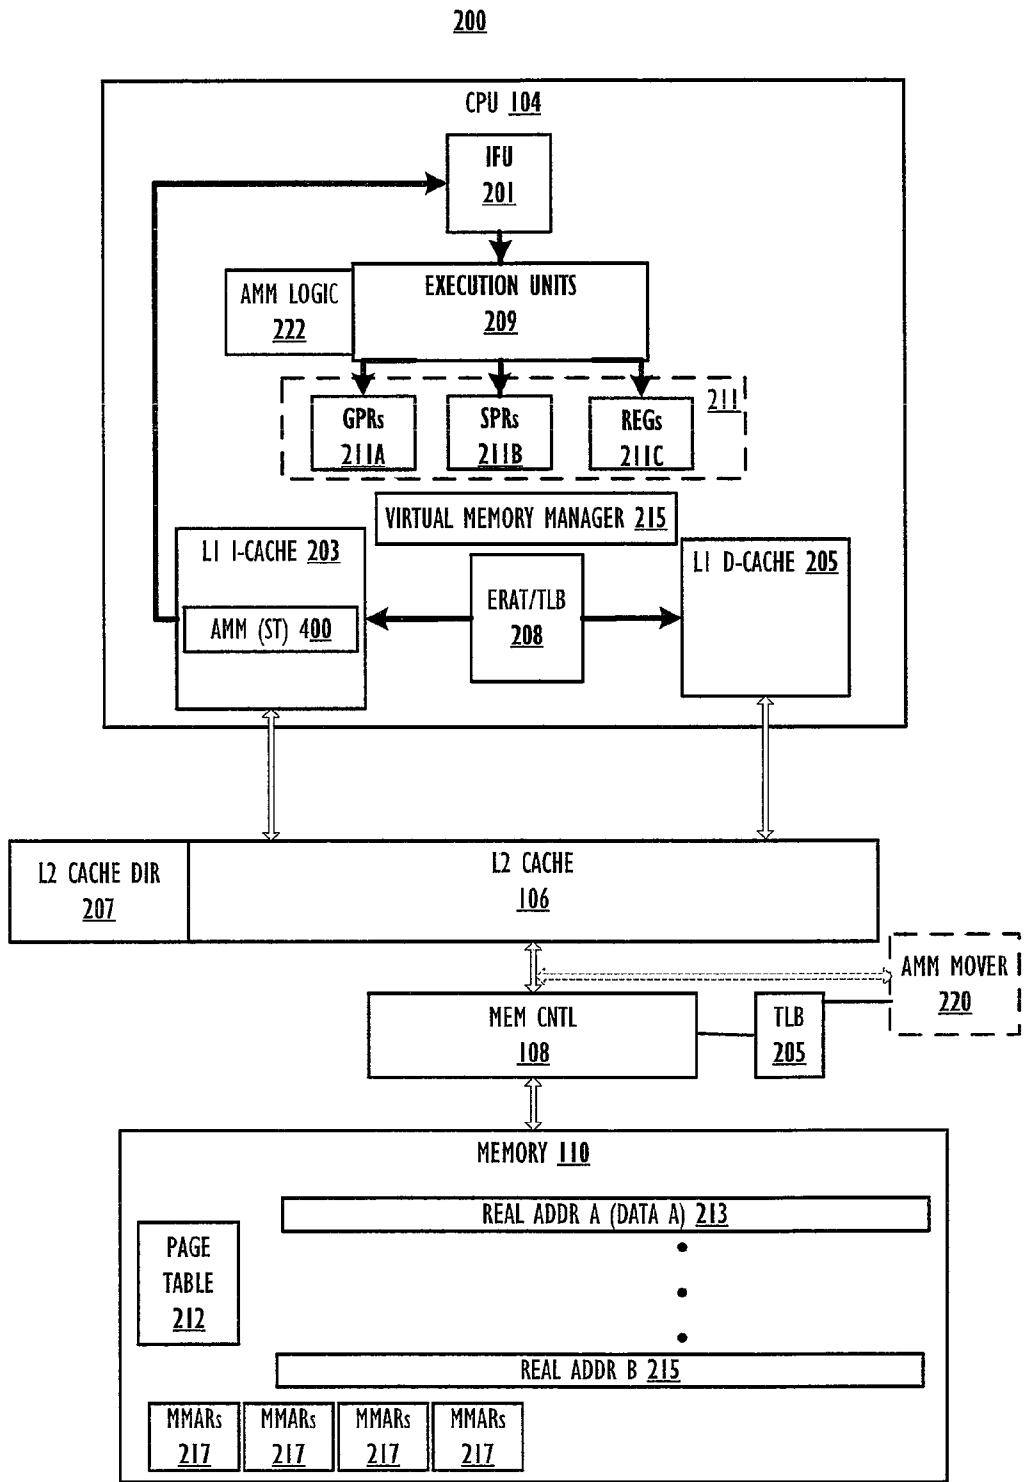 200
CPU 104
IFU
201
AMM LOGIC
222
EXECUTION UNITS
209
211
GPRs
211A
SPRs
211B
REGs
211C
VIRTUAL MEMORY MANAGER 215
L1 I-CACHE 203
AMM (ST) 400
ERAT/TLB
208
L1 D-CACHE 205
L2 CACHE DIR
207
L2 CACHE
106
AMM MOVER
220
MEM CNTL
108
TLB
205
MEMORY 110
REAL ADDR A (DATA A) 213
PAGE
TABLE
212
REAL ADDR B 215
MMARs
217
MMARs
217
MMARs
217
MMARs
217